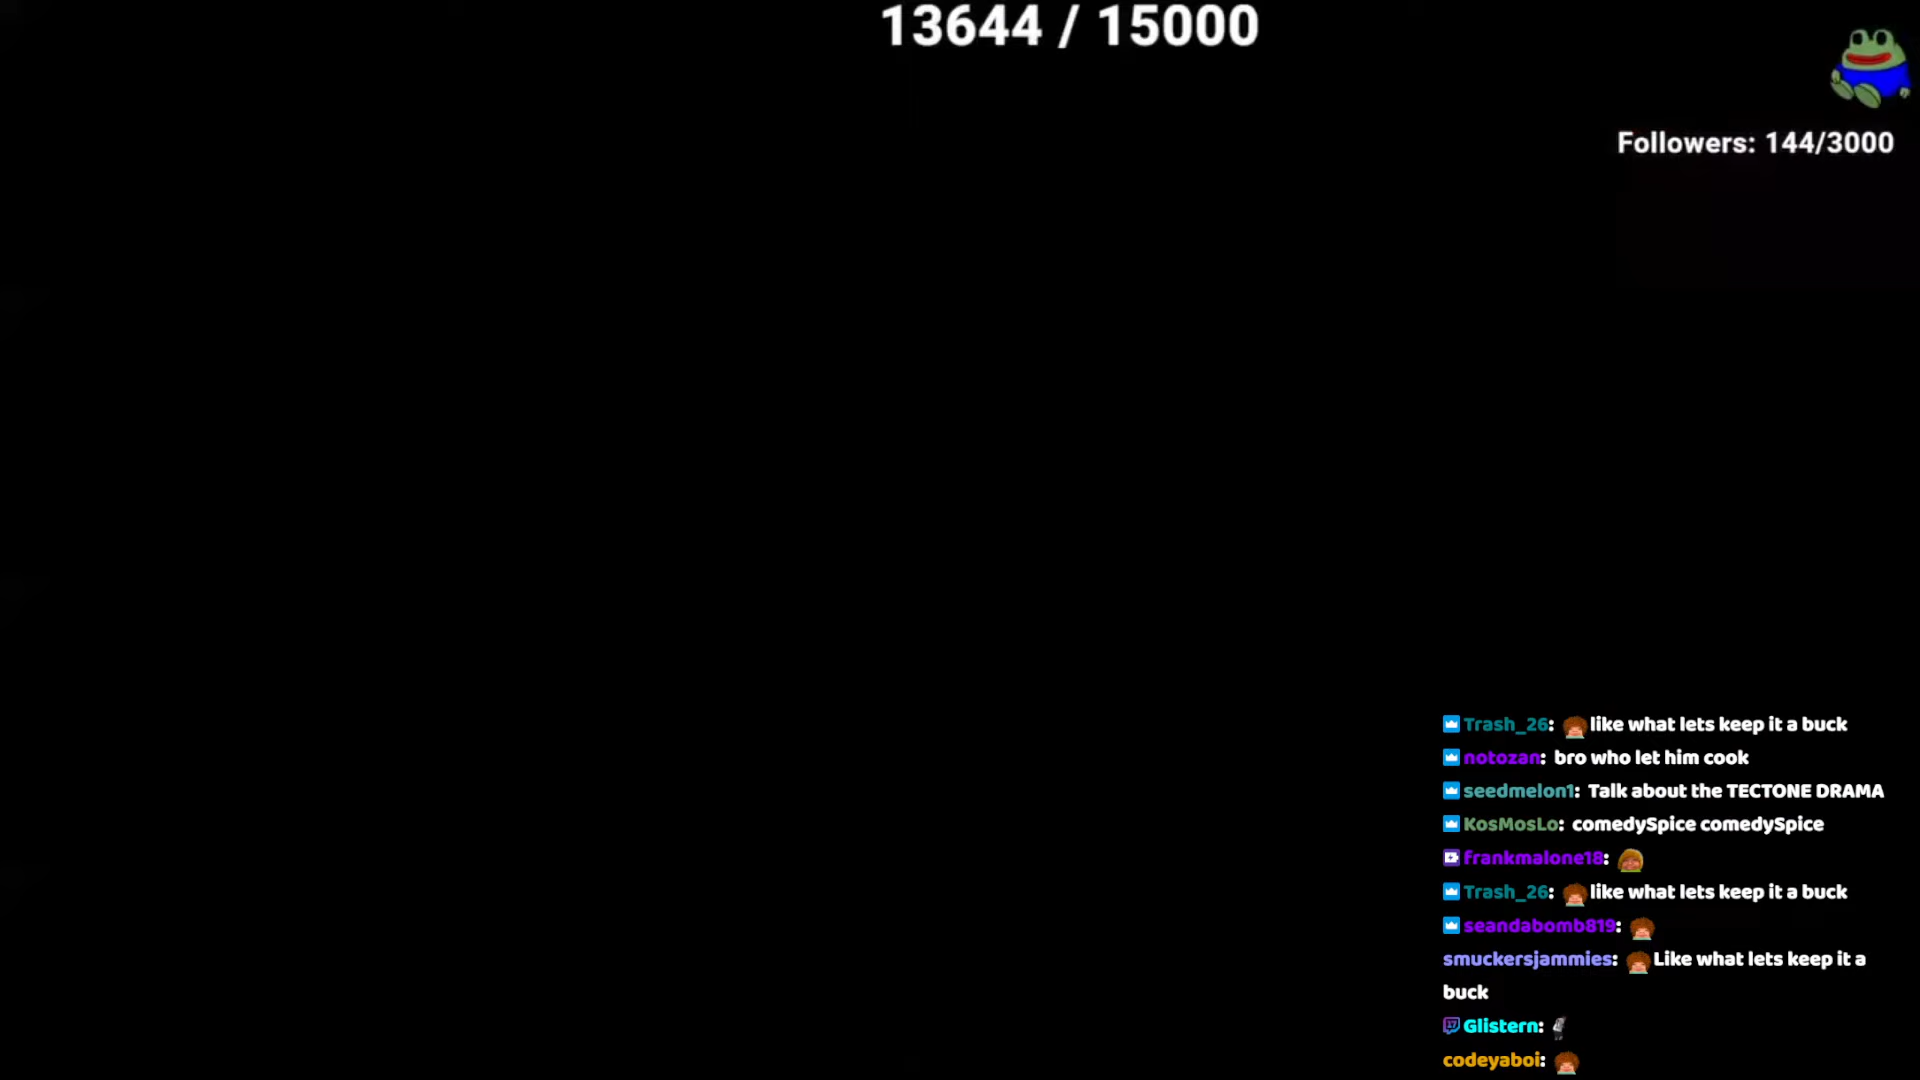 13644 / 15000
Followers: 144/3000
Trash_26: like what lets keep it a buck
notozan: bro who let him cook
seedmelon1: Talk about the TECTONE DRAMA
KosMosLo: comedySpice comedySpice
frankmalone18:
Trash_26: like what lets keep it a buck
seandabomb819:
smuckersjammies: Like what lets keep it a
buck
Glistern:
codeyaboi: